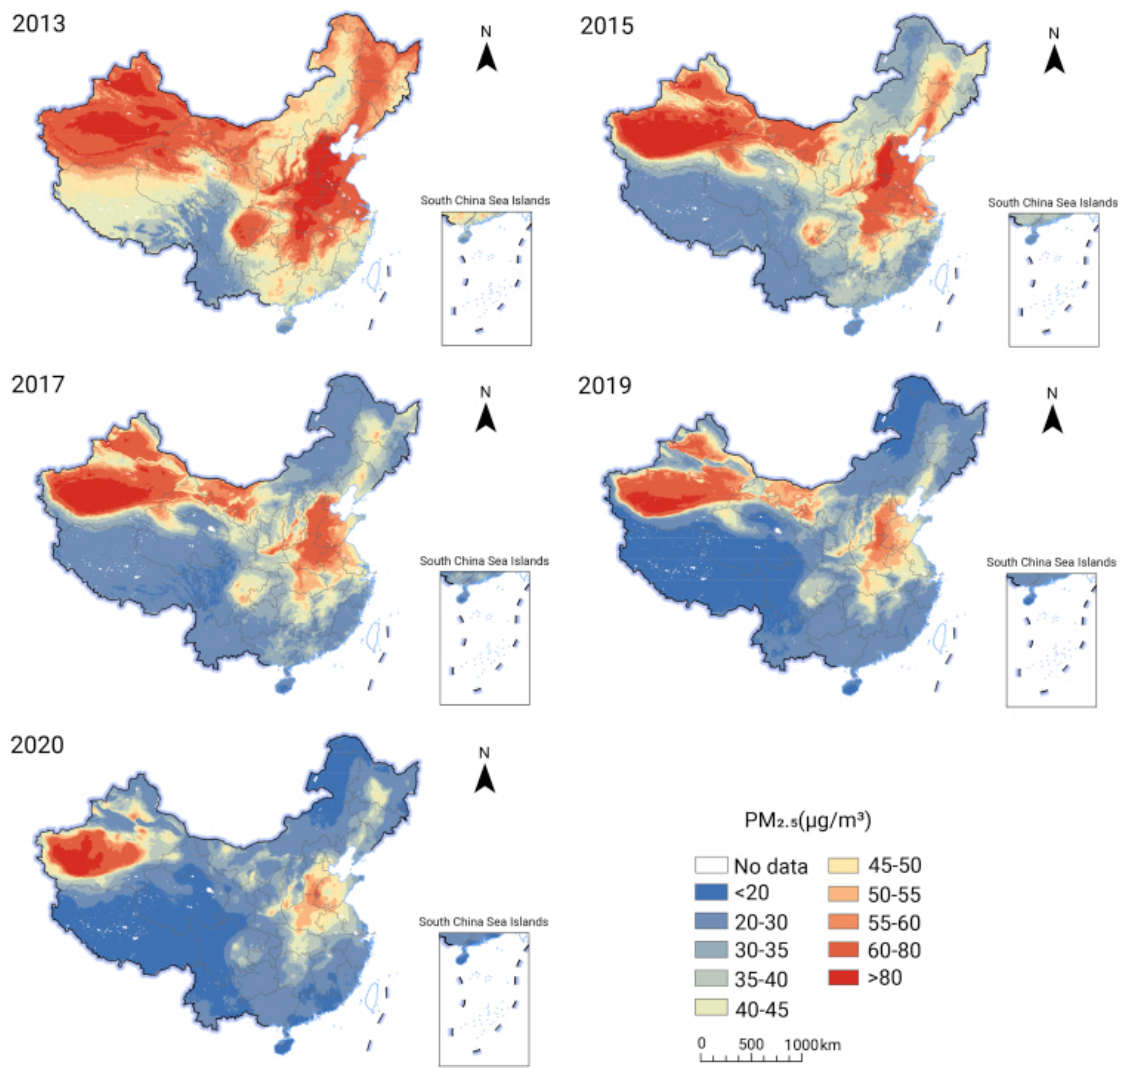 2013
N
South China Sea Islands
2015
N
South China Sea Islands
2017
N
South China Sea Islands
2019
N
South China Sea Islands
2020
N
South China Sea Islands
PM₂.₅(μg/m³)
No data
<20
20-30
30-35
35-40
40-45
45-50
50-55
55-60
60-80
>80
0 500 1000km